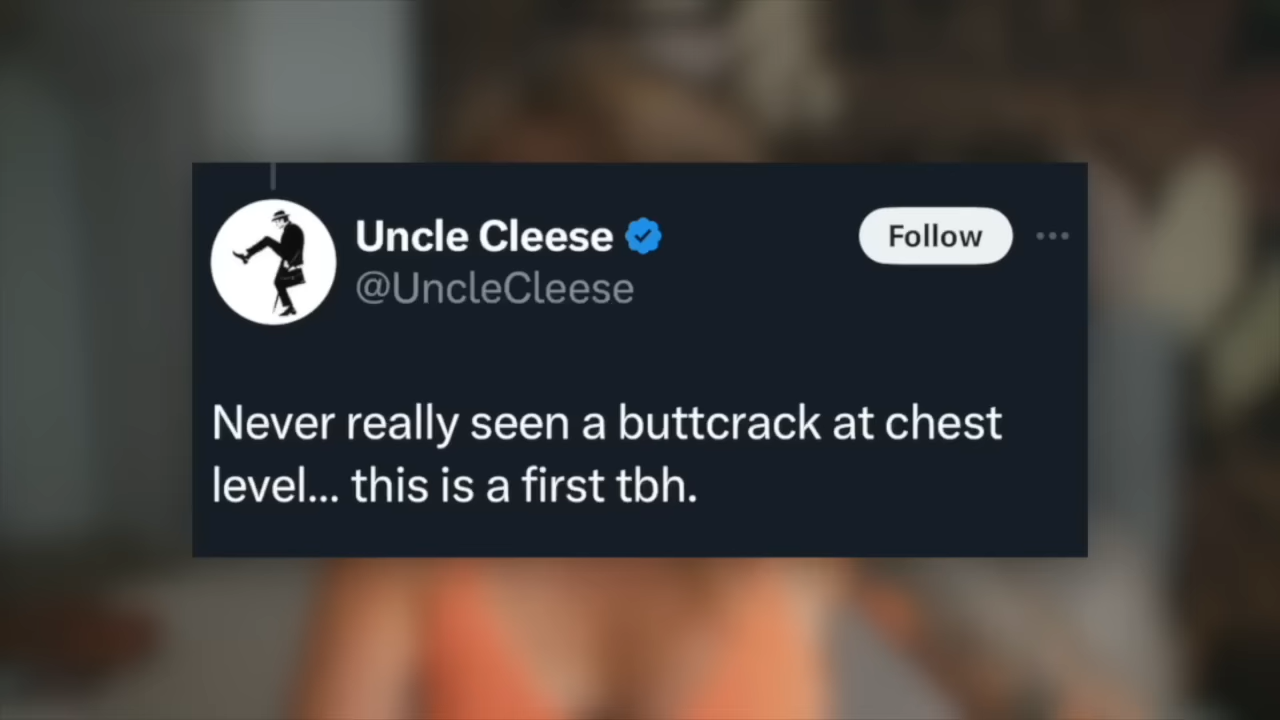 Uncle Cleese
Follow
@UncleCleese
Never really seen a buttcrack at chest
level... this is a first tbh.